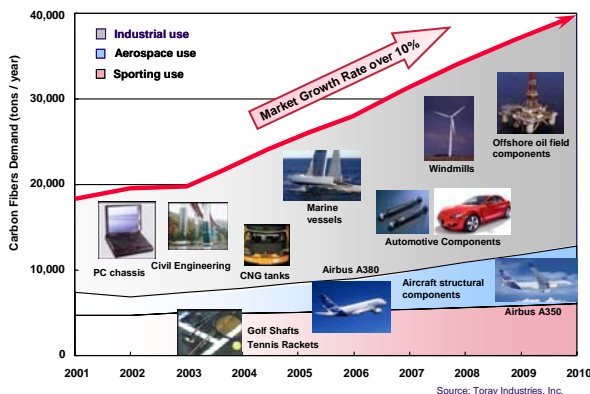 40,000
30,000
20,000
10,000
0
Carbon Fibers Demand (tons / year)
Industrial use
Aerospace use
Sporting use
Market Growth Rate over 10%
Offshore oil field
components
Windmills
Marine
vessels
Automotive Components
PC chassis
Civil Engineering
CNG tanks
Airbus A380
Aircraft structural
components
Airbus A350
Golf Shafts
Tennis Rackets
2001 2002 2003 2004 2005 2006 2007 2008 2009 2010
Source: Toray Industries, Inc.